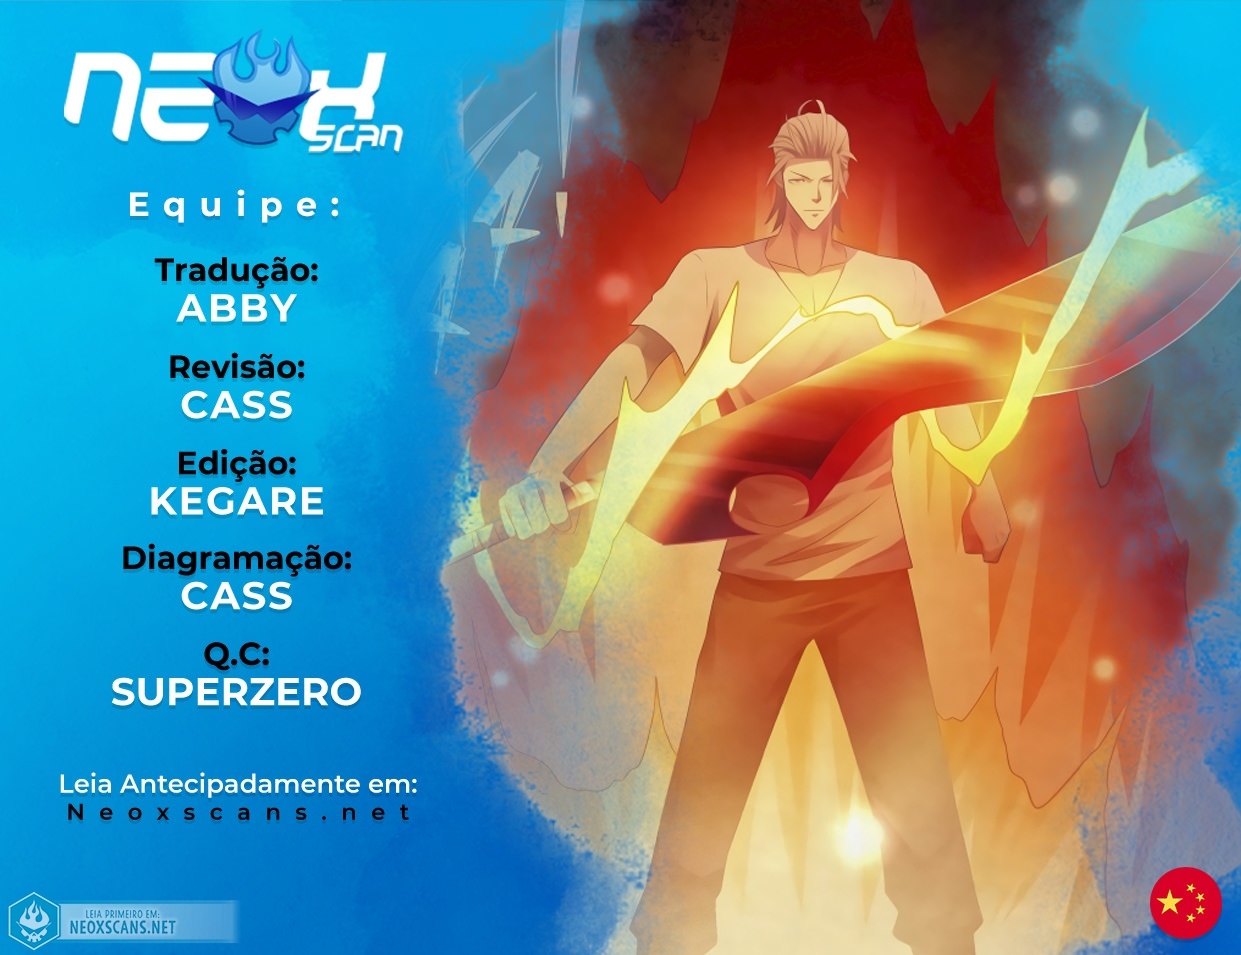 NEOX
SCAN
Equipe:
Tradução:
ABBY
Revisão:
CASS
Edição:
KEGARE
Diagramação:
CASS
Q.C:
SUPERZERO
Leia Antecipadamente em:
Neoxscans.net
LEIA PRIMEIRO EM:
NEOXSCANS.NET